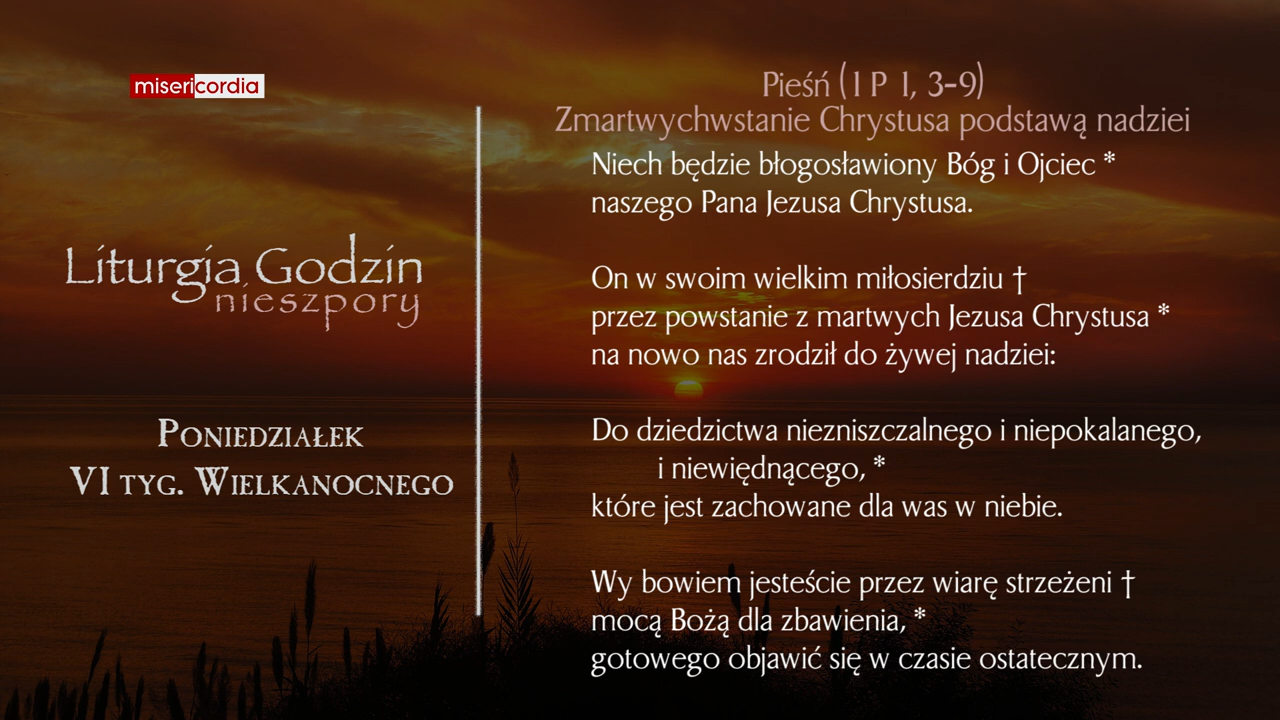 misericordia
Liturgia Godzin
nieszpory
Poniedziałek
VI tyg. Wielkanocnego
Pieśń (1 P 1, 3-9)
Zmartwychwstanie Chrystusa podstawą nadziei
Niech będzie błogosławiony Bóg i Ojciec *
naszego Pana Jezusa Chrystusa.
On w swoim wielkim miłosierdziu †
przez powstanie z martwych Jezusa Chrystusa *
na nowo nas zrodził do żywej nadziei:
Do dziedzictwa niezniszczalnego i niepokalanego,
i niewiędnącego, *
które jest zachowane dla was w niebie.
Wy bowiem jesteście przez wiarę strzeżeni †
mocą Bożą dla zbawienia, *
gotowego objawić się w czasie ostatecznym.